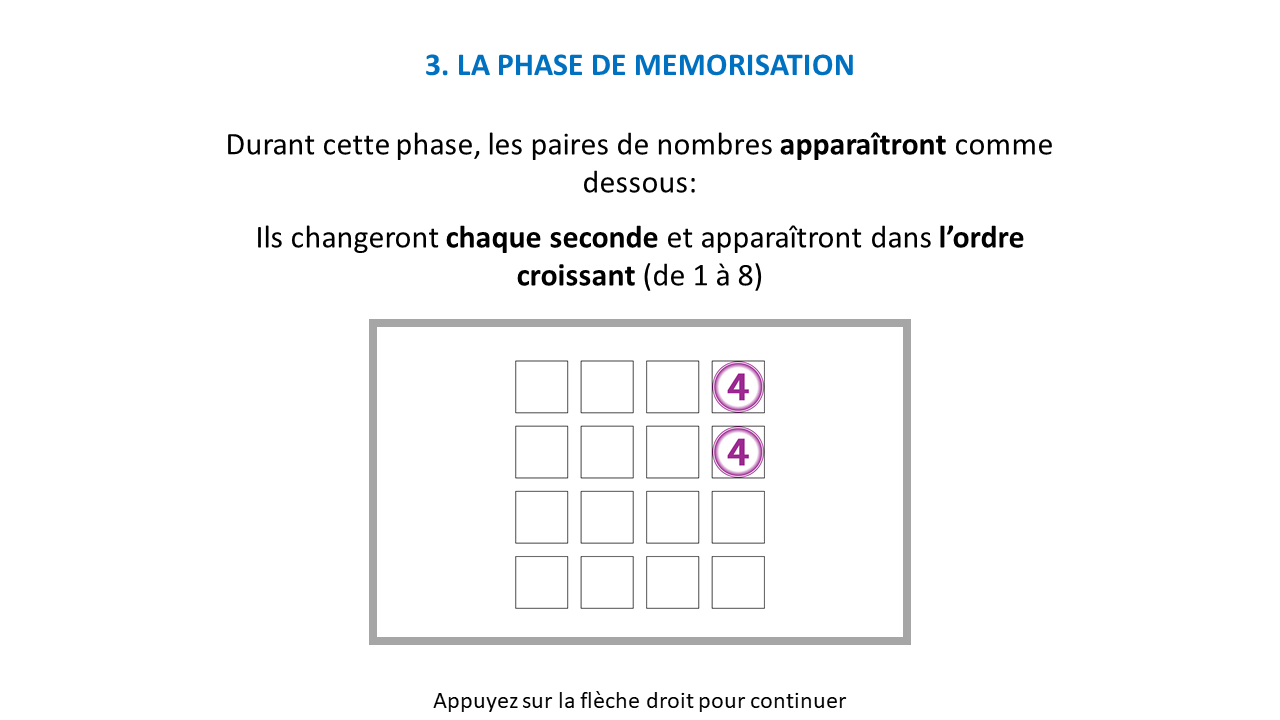 3. LA PHASE DE MEMORISATION
Durant cette phase, les paires de nombres apparaîtront comme
dessous:
Ils changeront chaque seconde et apparaîtront dans l’ordre
croissant (de 1 à 8)
4
4
Appuyez sur la flèche droit pour continuer